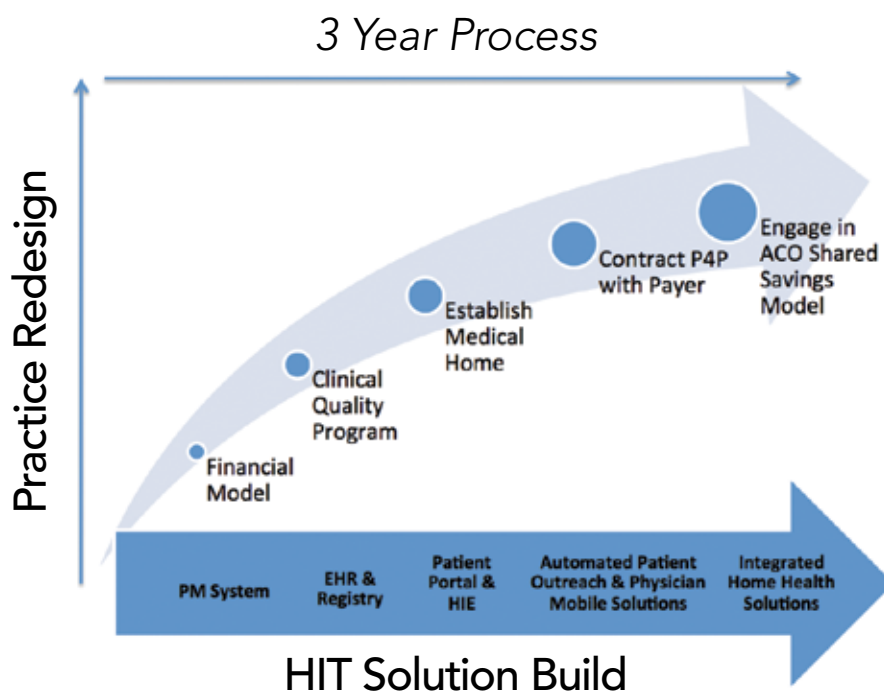 3 Year Process
Practice Redesign
Engage in
ACO Shared
Savings
Model
Contract P4P
with Payer
Establish
Medical
Home
Clinical
Quality
Program
Financial
Model
PM System
EHR &
Registry
Patient
Portal &
HIE
Automated Patient
Outreach & Physician
Mobile Solutions
Integrated
Home Health
Solutions
HIT Solution Build